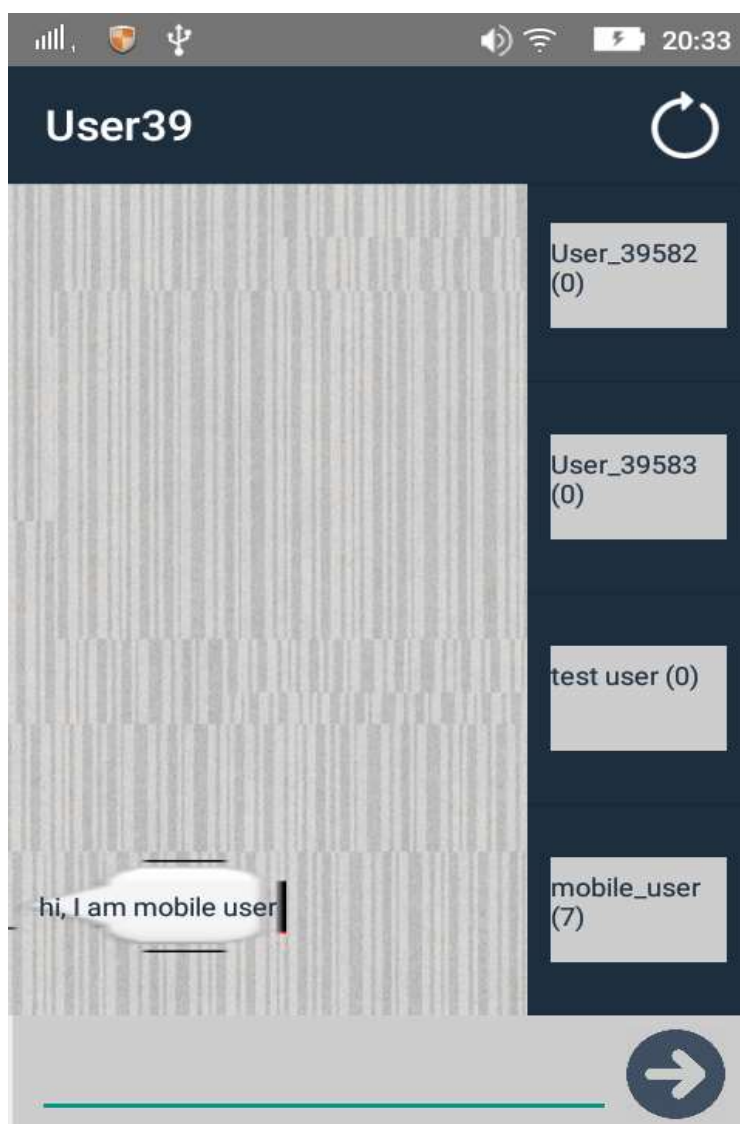 20:33
User39
User_39582
(0)
User_39583
(0)
test user (0)
mobile_user
(7)
hi, I am mobile user